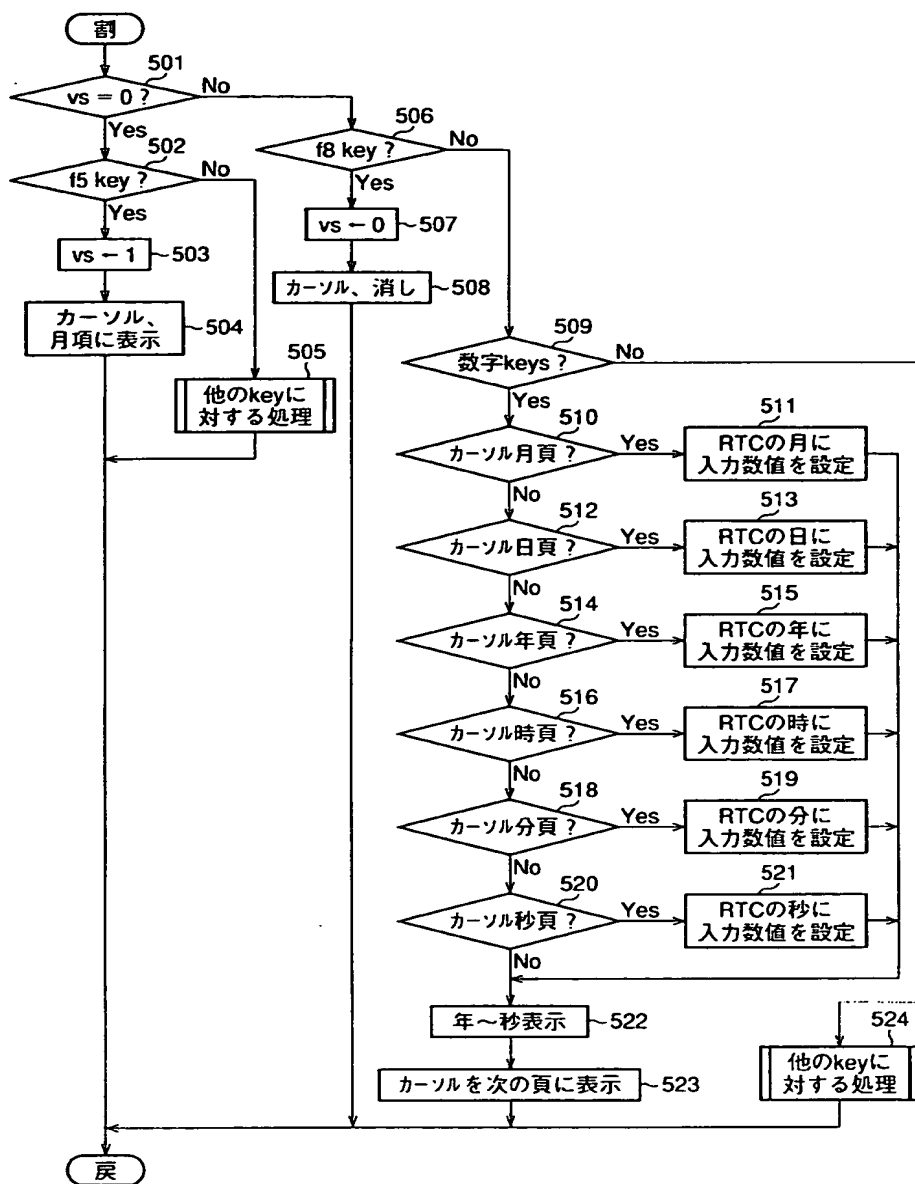 割
501
vs = 0 ?
No
Yes
502
f5 key ?
No
Yes
vs ← 1
503
カーソル、
月項に表示
504
505
他のkeyに
対する処理
506
f8 key ?
No
Yes
vs ← 0
507
カーソル、消し
508
509
数字keys ?
No
Yes
510
カーソル月頁 ?
Yes
No
511
RTCの月に
入力数値を設定
512
カーソル日頁 ?
Yes
No
513
RTCの日に
入力数値を設定
514
カーソル年頁 ?
Yes
No
515
RTCの年に
入力数値を設定
516
カーソル時頁 ?
Yes
No
517
RTCの時に
入力数値を設定
518
カーソル分頁 ?
Yes
No
519
RTCの分に
入力数値を設定
520
カーソル秒頁 ?
Yes
No
521
RTCの秒に
入力数値を設定
年～秒表示
522
カーソルを次の頁に表示
523
524
他のkeyに
対する処理
戻